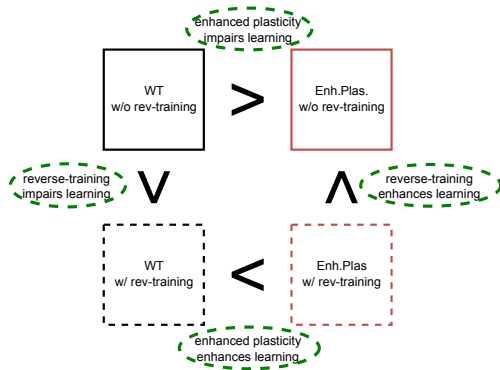 enhanced plasticity
impairs learning
WT
w/o rev-training
>
Enh.Plas.
w/o rev-training
reverse-training
impairs learning
>
<
reverse-training
enhances learning
WT
w/ rev-training
<
Enh.Plas
w/ rev-training
enhanced plasticity
enhances learning